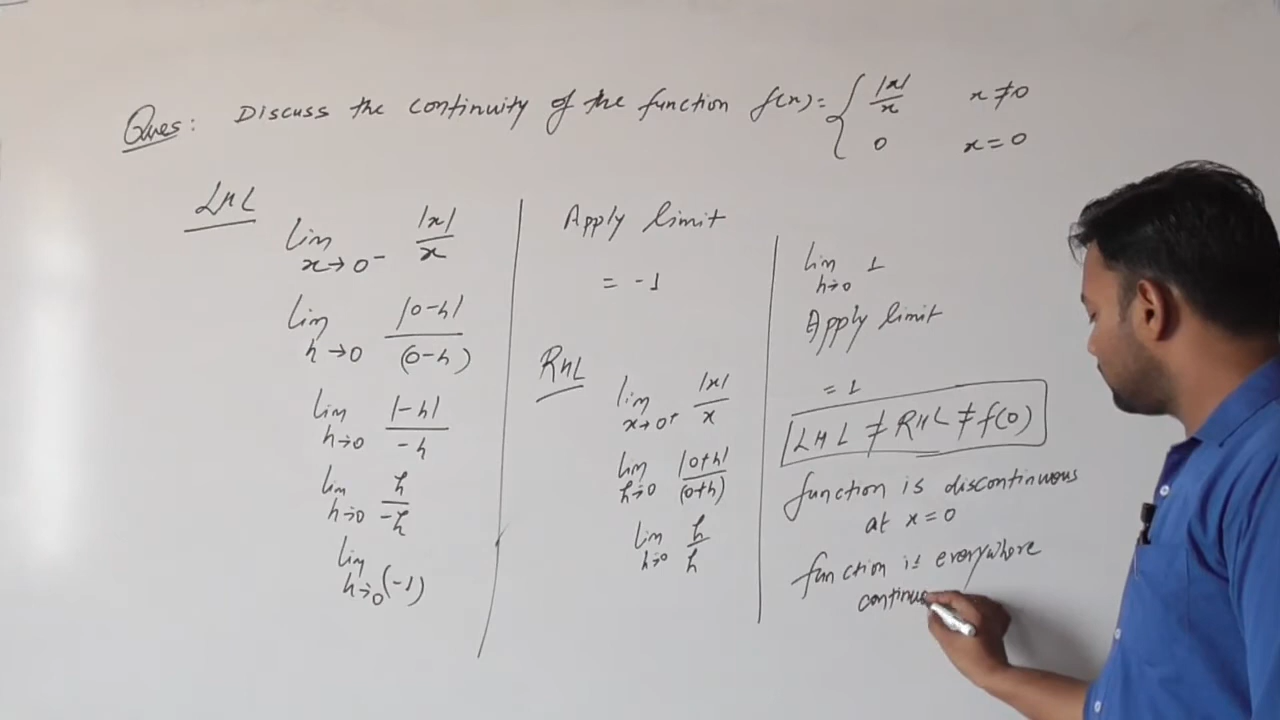 Ques: Discuss the continuity of the function f(x) = { |x|/x x ≠ 0
0 x = 0
LHL
lim x→0⁻ |x|/x
lim h→0 |0-h|/(0-h)
lim h→0 |-h|/-h
lim h→0 h/-h
lim h→0 (-1)
Apply limit
= -1
RHL
lim x→0⁺ |x|/x
lim h→0 |0+h|/(0+h)
lim h→0 h/h
lim h→0 1
Apply limit
= 1
LHL ≠ RHL ≠ f(0)
function is discontinuous
at x = 0
function is everywhere
continuo